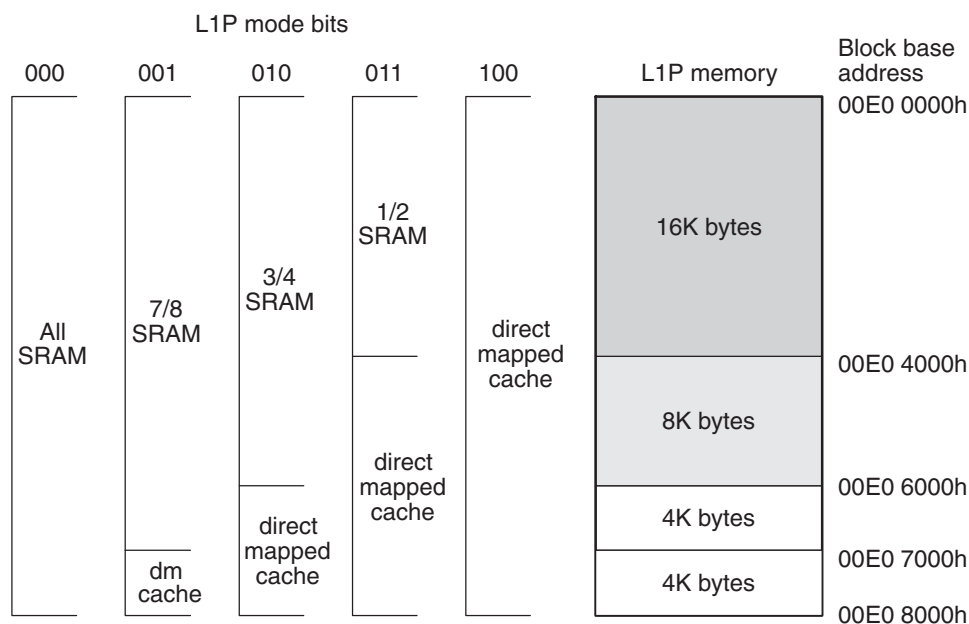 L1P mode bits
000 001 010 011 100 L1P memory Block base address
00E0 0000h
1/2
SRAM
16K bytes
3/4
SRAM
7/8
SRAM
All
SRAM
direct
mapped
cache
00E0 4000h
8K bytes
direct
mapped
cache
00E0 6000h
4K bytes
direct
mapped
cache
00E0 7000h
dm
cache
4K bytes
00E0 8000h